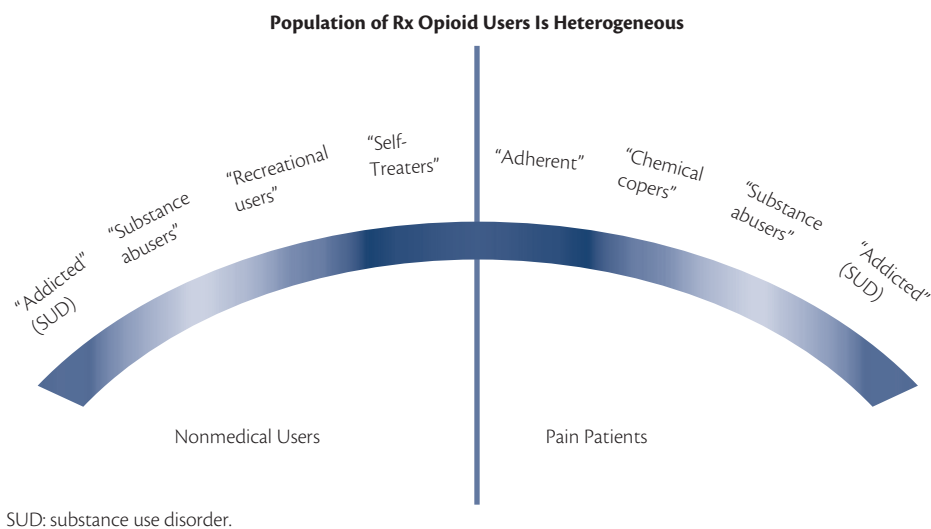 Population of Rx Opioid Users Is Heterogeneous
“Addicted”
(SUD)
“Substance
abusers”
“Recreational
users”
“Self-
Treaters”
“Adherent”
“Chemical
copers”
“Substance
abusers”
“Addicted”
(SUD)
Nonmedical Users
Pain Patients
SUD: substance use disorder.